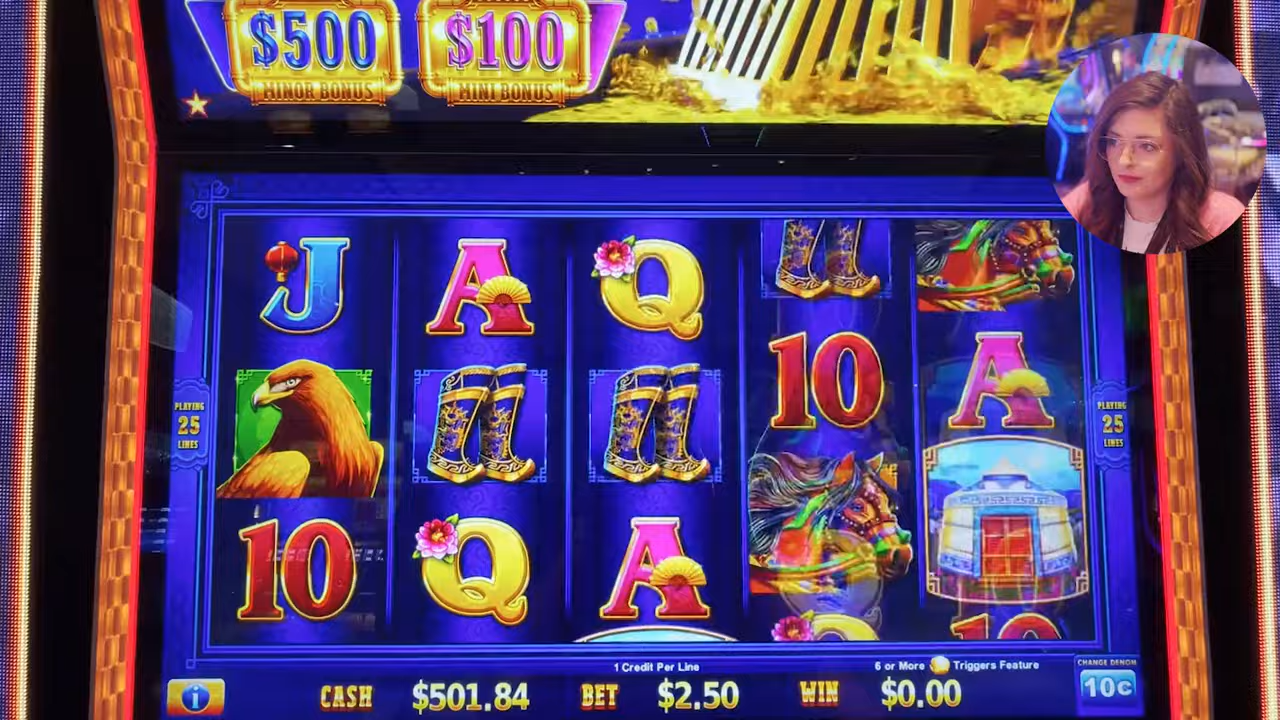 $500 $100
MINOR BONUS MINI BONUS
J A Q
10 A
PLAYING
25
LINES
PLAYING
25
LINES
10 Q A
Q 10
1 Credit Per Line
6 or More Triggers Feature
CHANGE DENOM
10¢
i CASH $501.84 BET $2.50 WIN $0.00